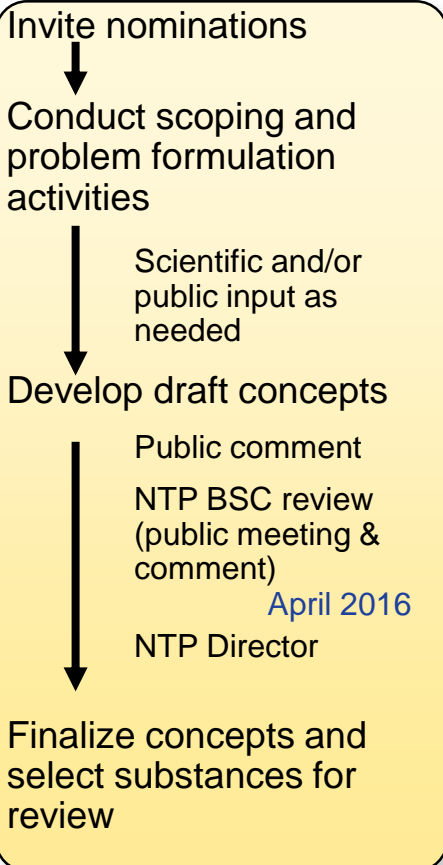 Invite nominations
Conduct scoping and
problem formulation
activities
Scientific and/or
public input as
needed
Develop draft concepts
Public comment
NTP BSC review
(public meeting &
comment)
April 2016
NTP Director
Finalize concepts and
select substances for
review